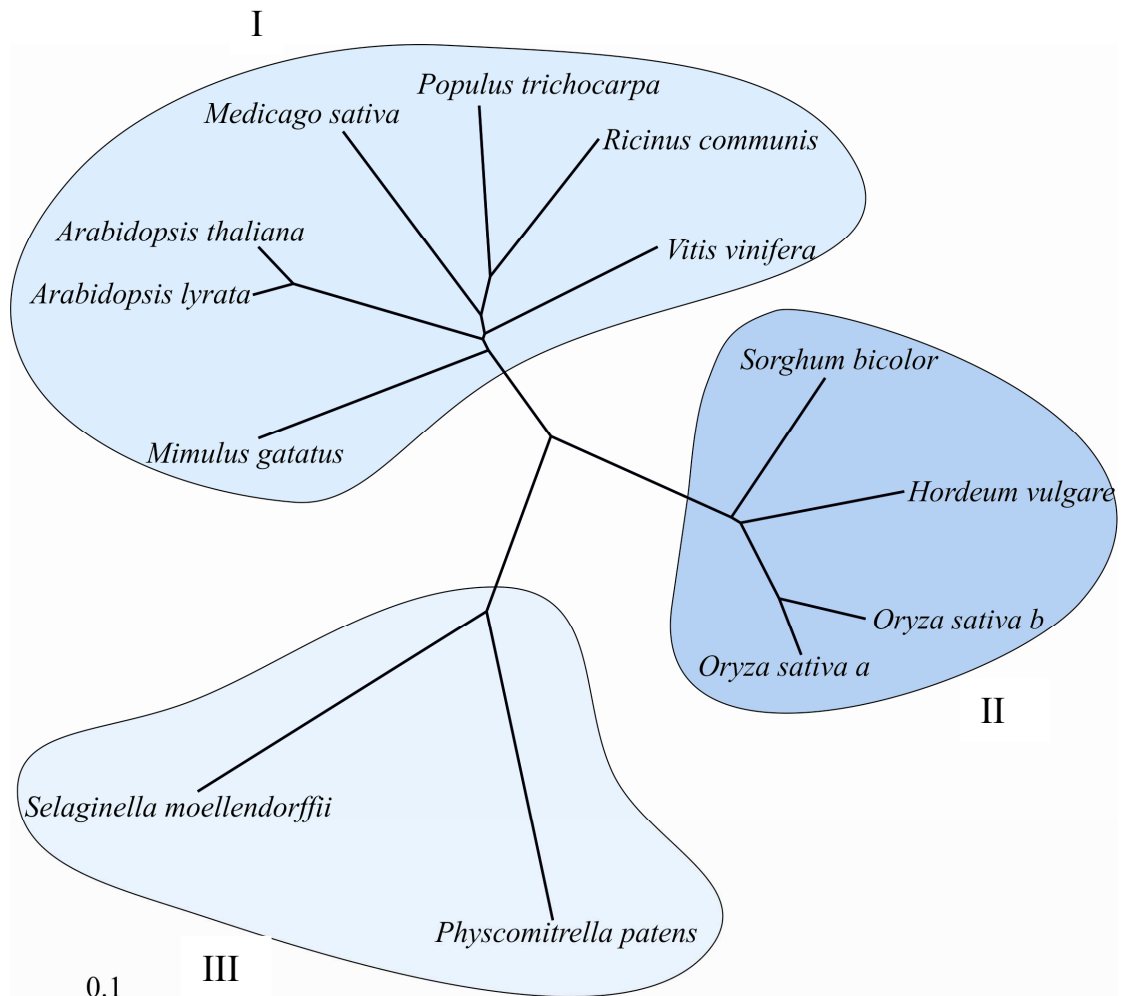 I
Populus trichocarpa
Medicago sativa
Ricinus communis
Arabidopsis thaliana
Vitis vinifera
Arabidopsis lyrata
Mimulus gatatus
Sorghum bicolor
Hordeum vulgare
Oryza sativa b
Oryza sativa a
II
Selaginella moellendorffii
Physcomitrella patens
III
0.1